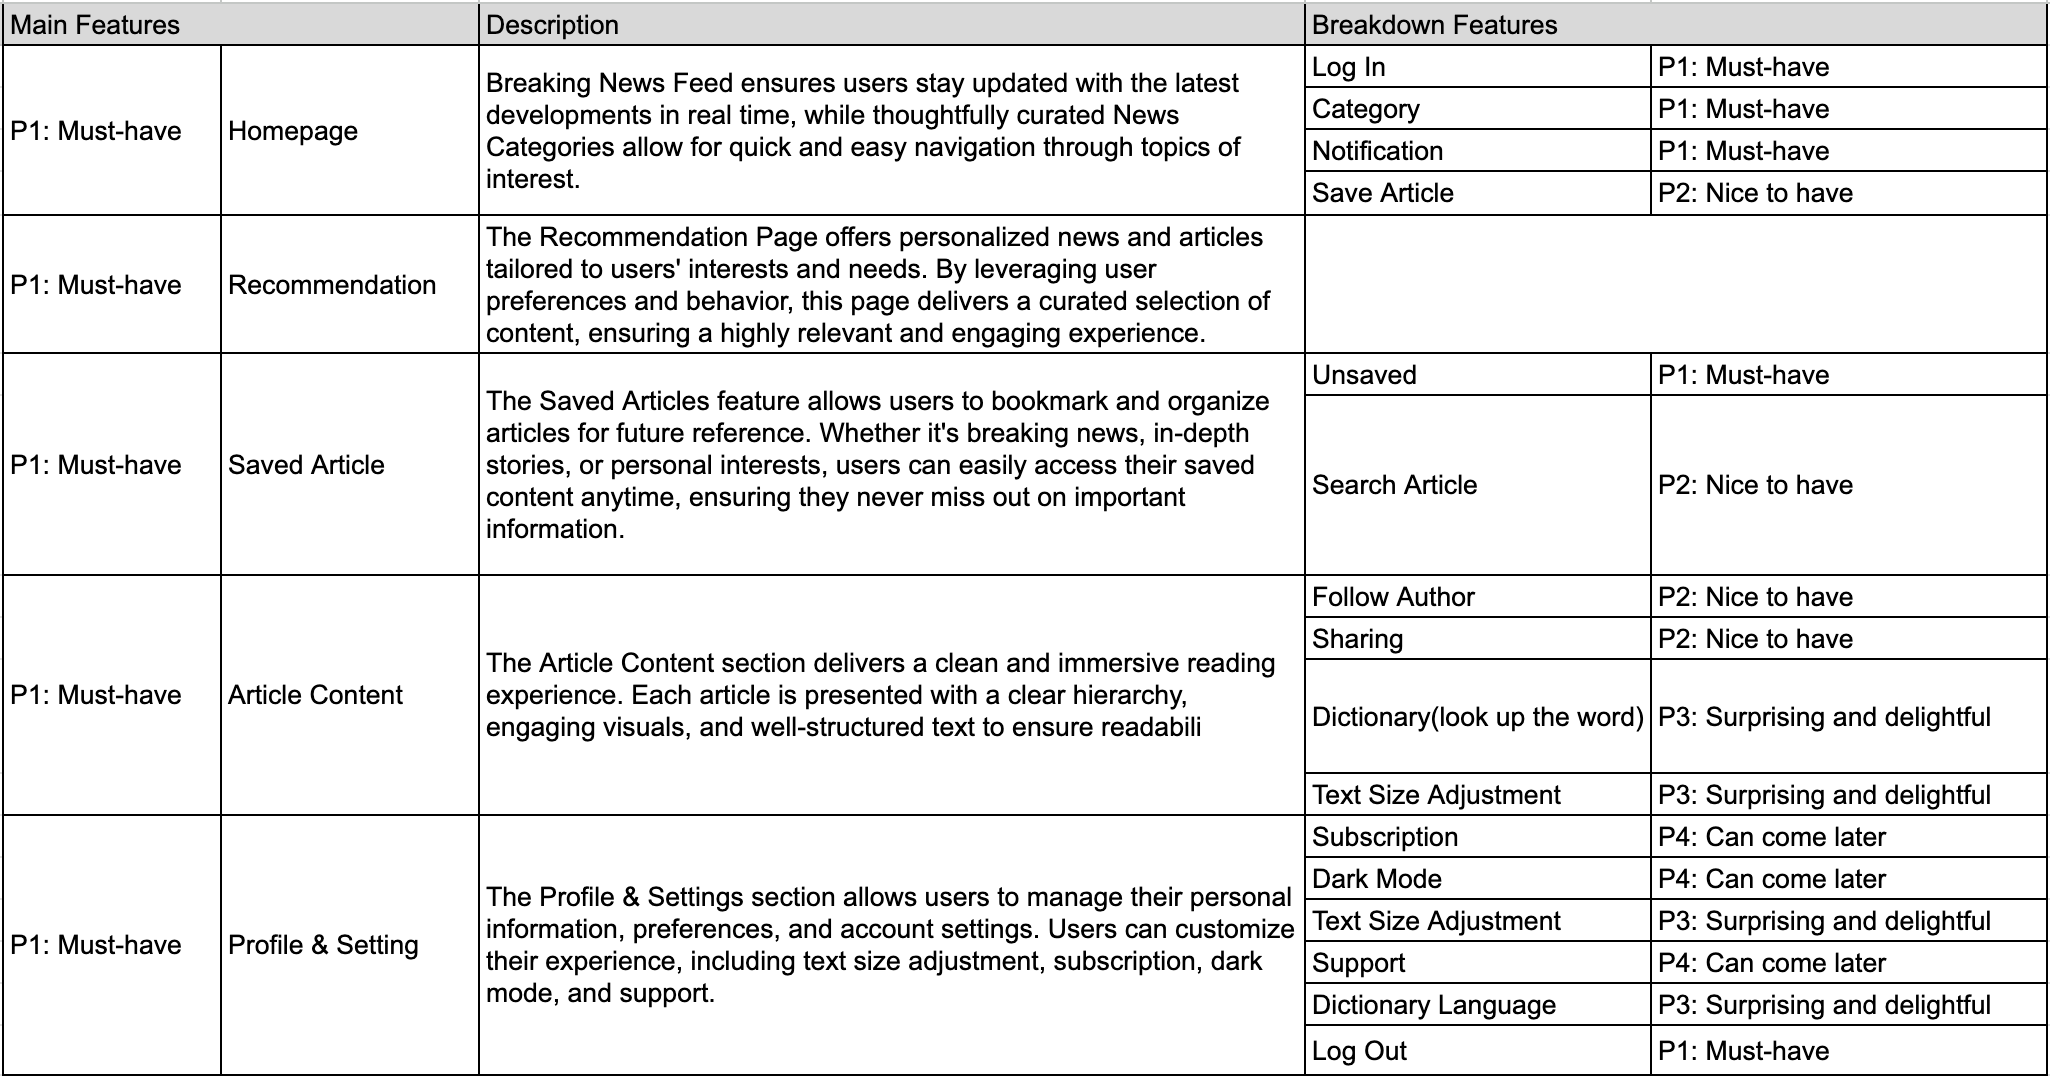 Main Features
Description
Breakdown Features
P1: Must-have
Homepage
Breaking News Feed ensures users stay updated with the latest
developments in real time, while thoughtfully curated News
Categories allow for quick and easy navigation through topics of
interest.
Log In
P1: Must-have
Category
P1: Must-have
Notification
P1: Must-have
Save Article
P2: Nice to have
P1: Must-have
Recommendation
The Recommendation Page offers personalized news and articles
tailored to users' interests and needs. By leveraging user
preferences and behavior, this page delivers a curated selection of
content, ensuring a highly relevant and engaging experience.
P1: Must-have
Saved Article
The Saved Articles feature allows users to bookmark and organize
articles for future reference. Whether it's breaking news, in-depth
stories, or personal interests, users can easily access their saved
content anytime, ensuring they never miss out on important
information.
Unsaved
P1: Must-have
Search Article
P2: Nice to have
P1: Must-have
Article Content
The Article Content section delivers a clean and immersive reading
experience. Each article is presented with a clear hierarchy,
engaging visuals, and well-structured text to ensure readabili
Follow Author
P2: Nice to have
Sharing
P2: Nice to have
Dictionary(look up the word)
P3: Surprising and delightful
Text Size Adjustment
P3: Surprising and delightful
P1: Must-have
Profile & Setting
The Profile & Settings section allows users to manage their personal
information, preferences, and account settings. Users can customize
their experience, including text size adjustment, subscription, dark
mode, and support.
Subscription
P4: Can come later
Dark Mode
P4: Can come later
Text Size Adjustment
P3: Surprising and delightful
Support
P4: Can come later
Dictionary Language
P3: Surprising and delightful
Log Out
P1: Must-have